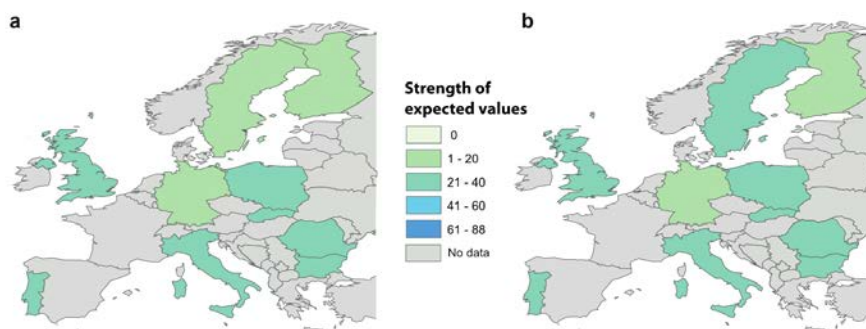 a
b
Strength of
expected values
0
1 - 20
21 - 40
41 - 60
61 - 88
No data